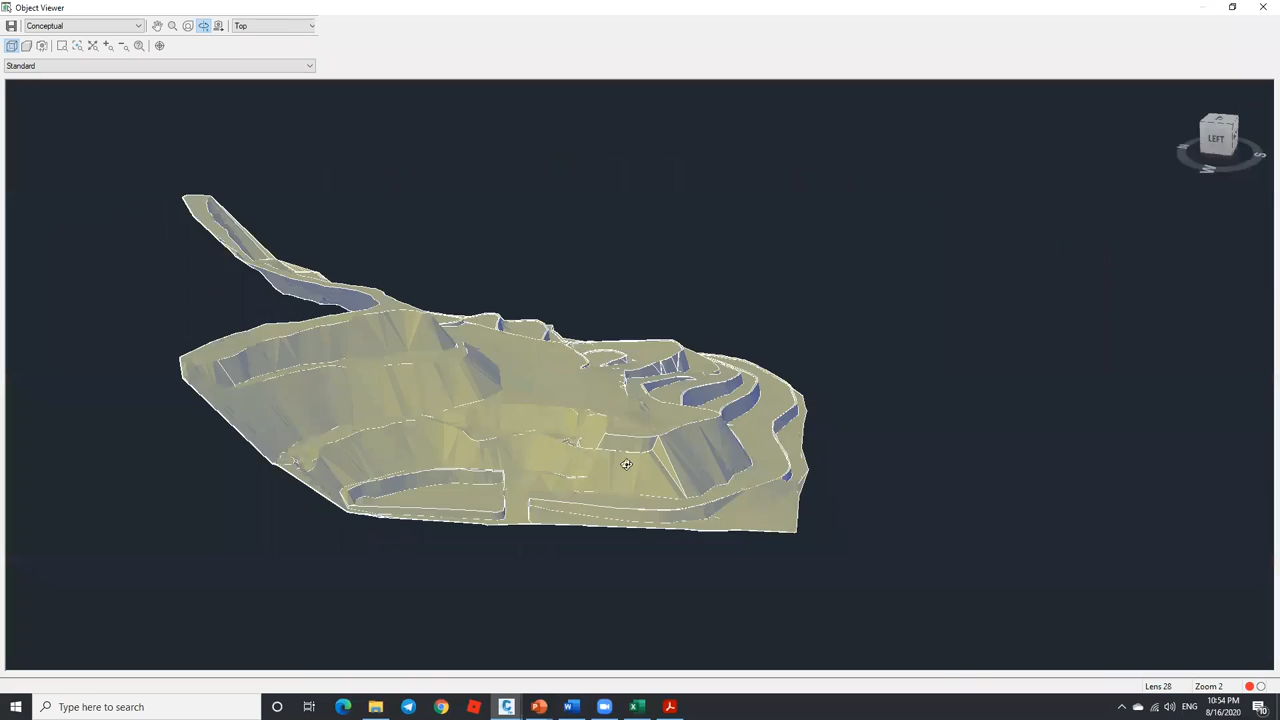 Object Viewer
Conceptual
Top
Standard
LEFT
W
S
Lens 28
Zoom 2
Type here to search
ENG
10:54 PM
8/16/2020
10